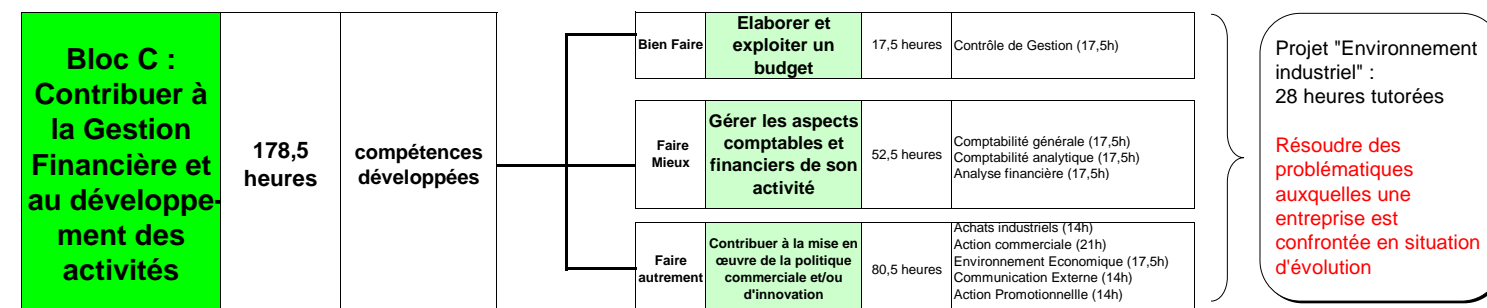 Bloc C :
Contribuer à
la Gestion
Financière et
au développe-
ment des
activités
178,5
heures
compétences
développées
Bien Faire
Elaborer et
exploiter un
budget
17,5 heures
Contrôle de Gestion (17,5h)
Faire
Mieux
Gérer les aspects
comptables et
financiers de son
activité
52,5 heures
Comptabilité générale (17,5h)
Comptabilité analytique (17,5h)
Analyse financière (17,5h)
Faire
autrement
Contribuer à la mise en
œuvre de la politique
commerciale et/ou
d'innovation
80,5 heures
Achats industriels (14h)
Action commerciale (21h)
Environnement Economique (17,5h)
Communication Externe (14h)
Action Promotionnellle (14h)
Projet "Environnement
industriel" :
28 heures tutorées
Résoudre des
problématiques
auxquelles une
entreprise est
confrontée en situation
d'évolution